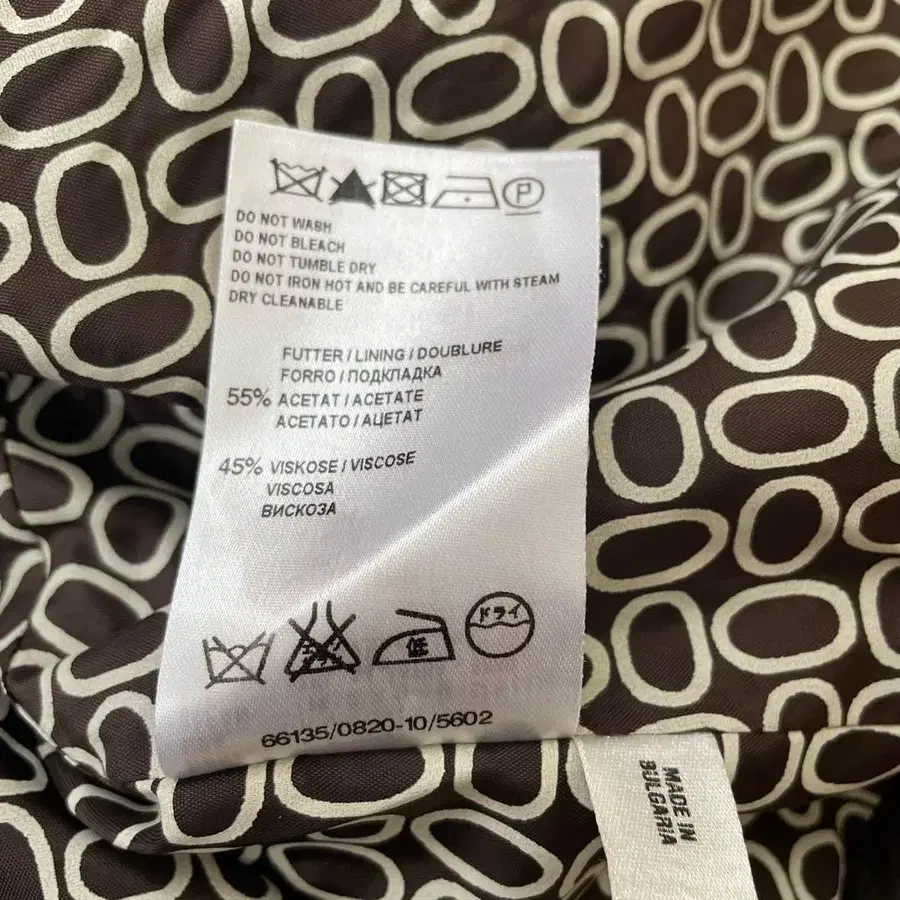 P
DO NOT WASH
DO NOT BLEACH
DO NOT TUMBLE DRY
DO NOT IRON HOT AND BE CAREFUL WITH STEAM
DRY CLEANABLE
FUTTER / LINING / DOUBLURE
FORRO / ПОДКЛАДКА
55% ACETAT / ACETATE
ACETATO / АЦЕТАТ
45% VISKOSE / VISCOSE
VISCOSA
ВИСКОЗА
低 ドライ
66135/0820-10/5602
MADE IN
BULGARIA